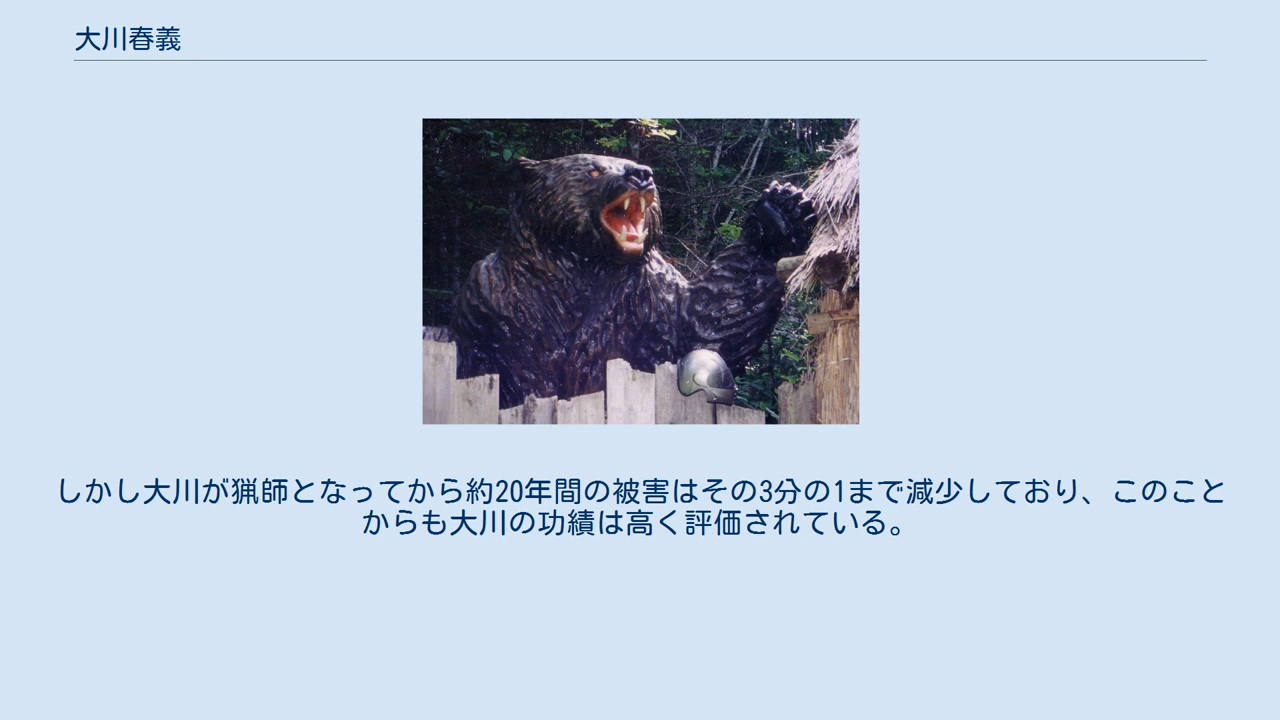 大川春義
しかし大川が猟師となってから約20年間の被害はその3分の1まで減少しており、このこと
からも大川の功績は高く評価されている。